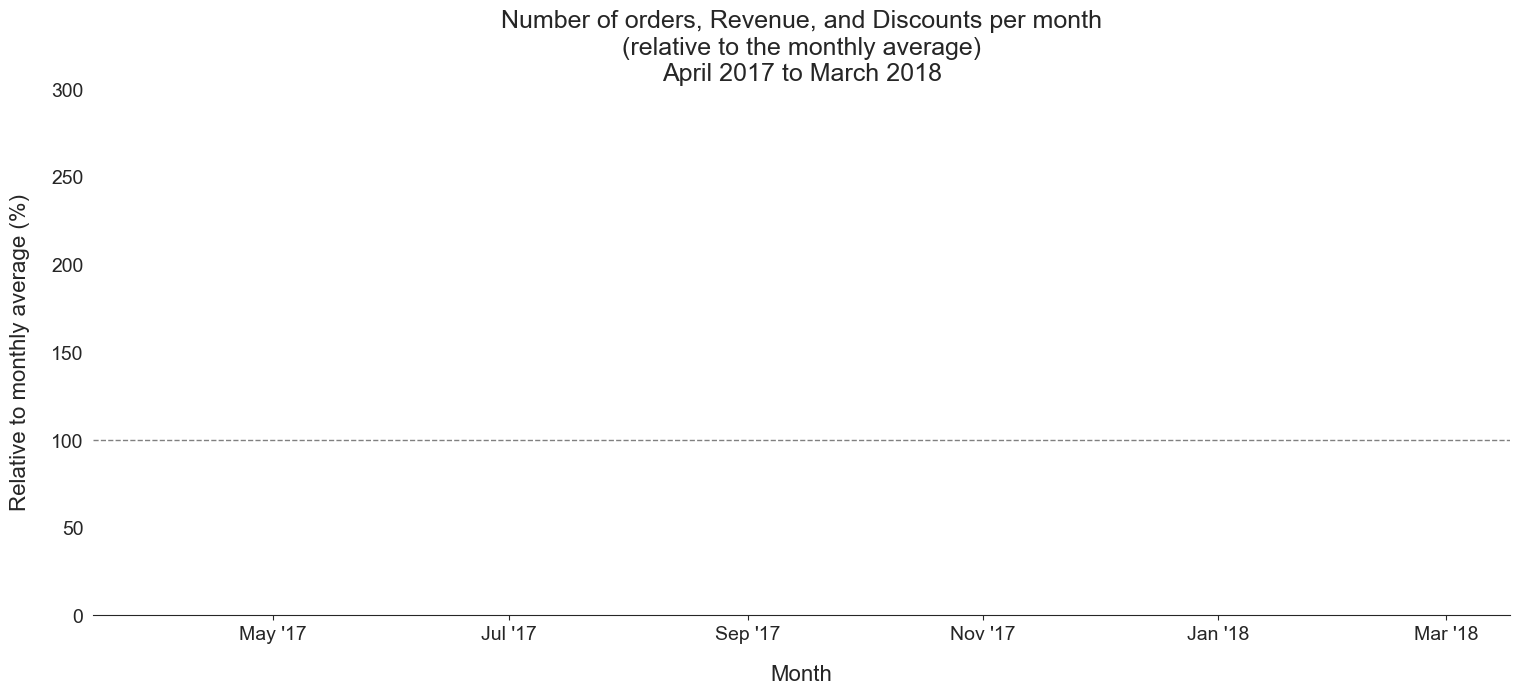 Number of orders, Revenue, and Discounts per month
(relative to the monthly average)
April 2017 to March 2018
Relative to monthly average (%)
300
250
200
150
100
50
0
May '17
Jul '17
Sep '17
Nov '17
Jan '18
Mar '18
Month